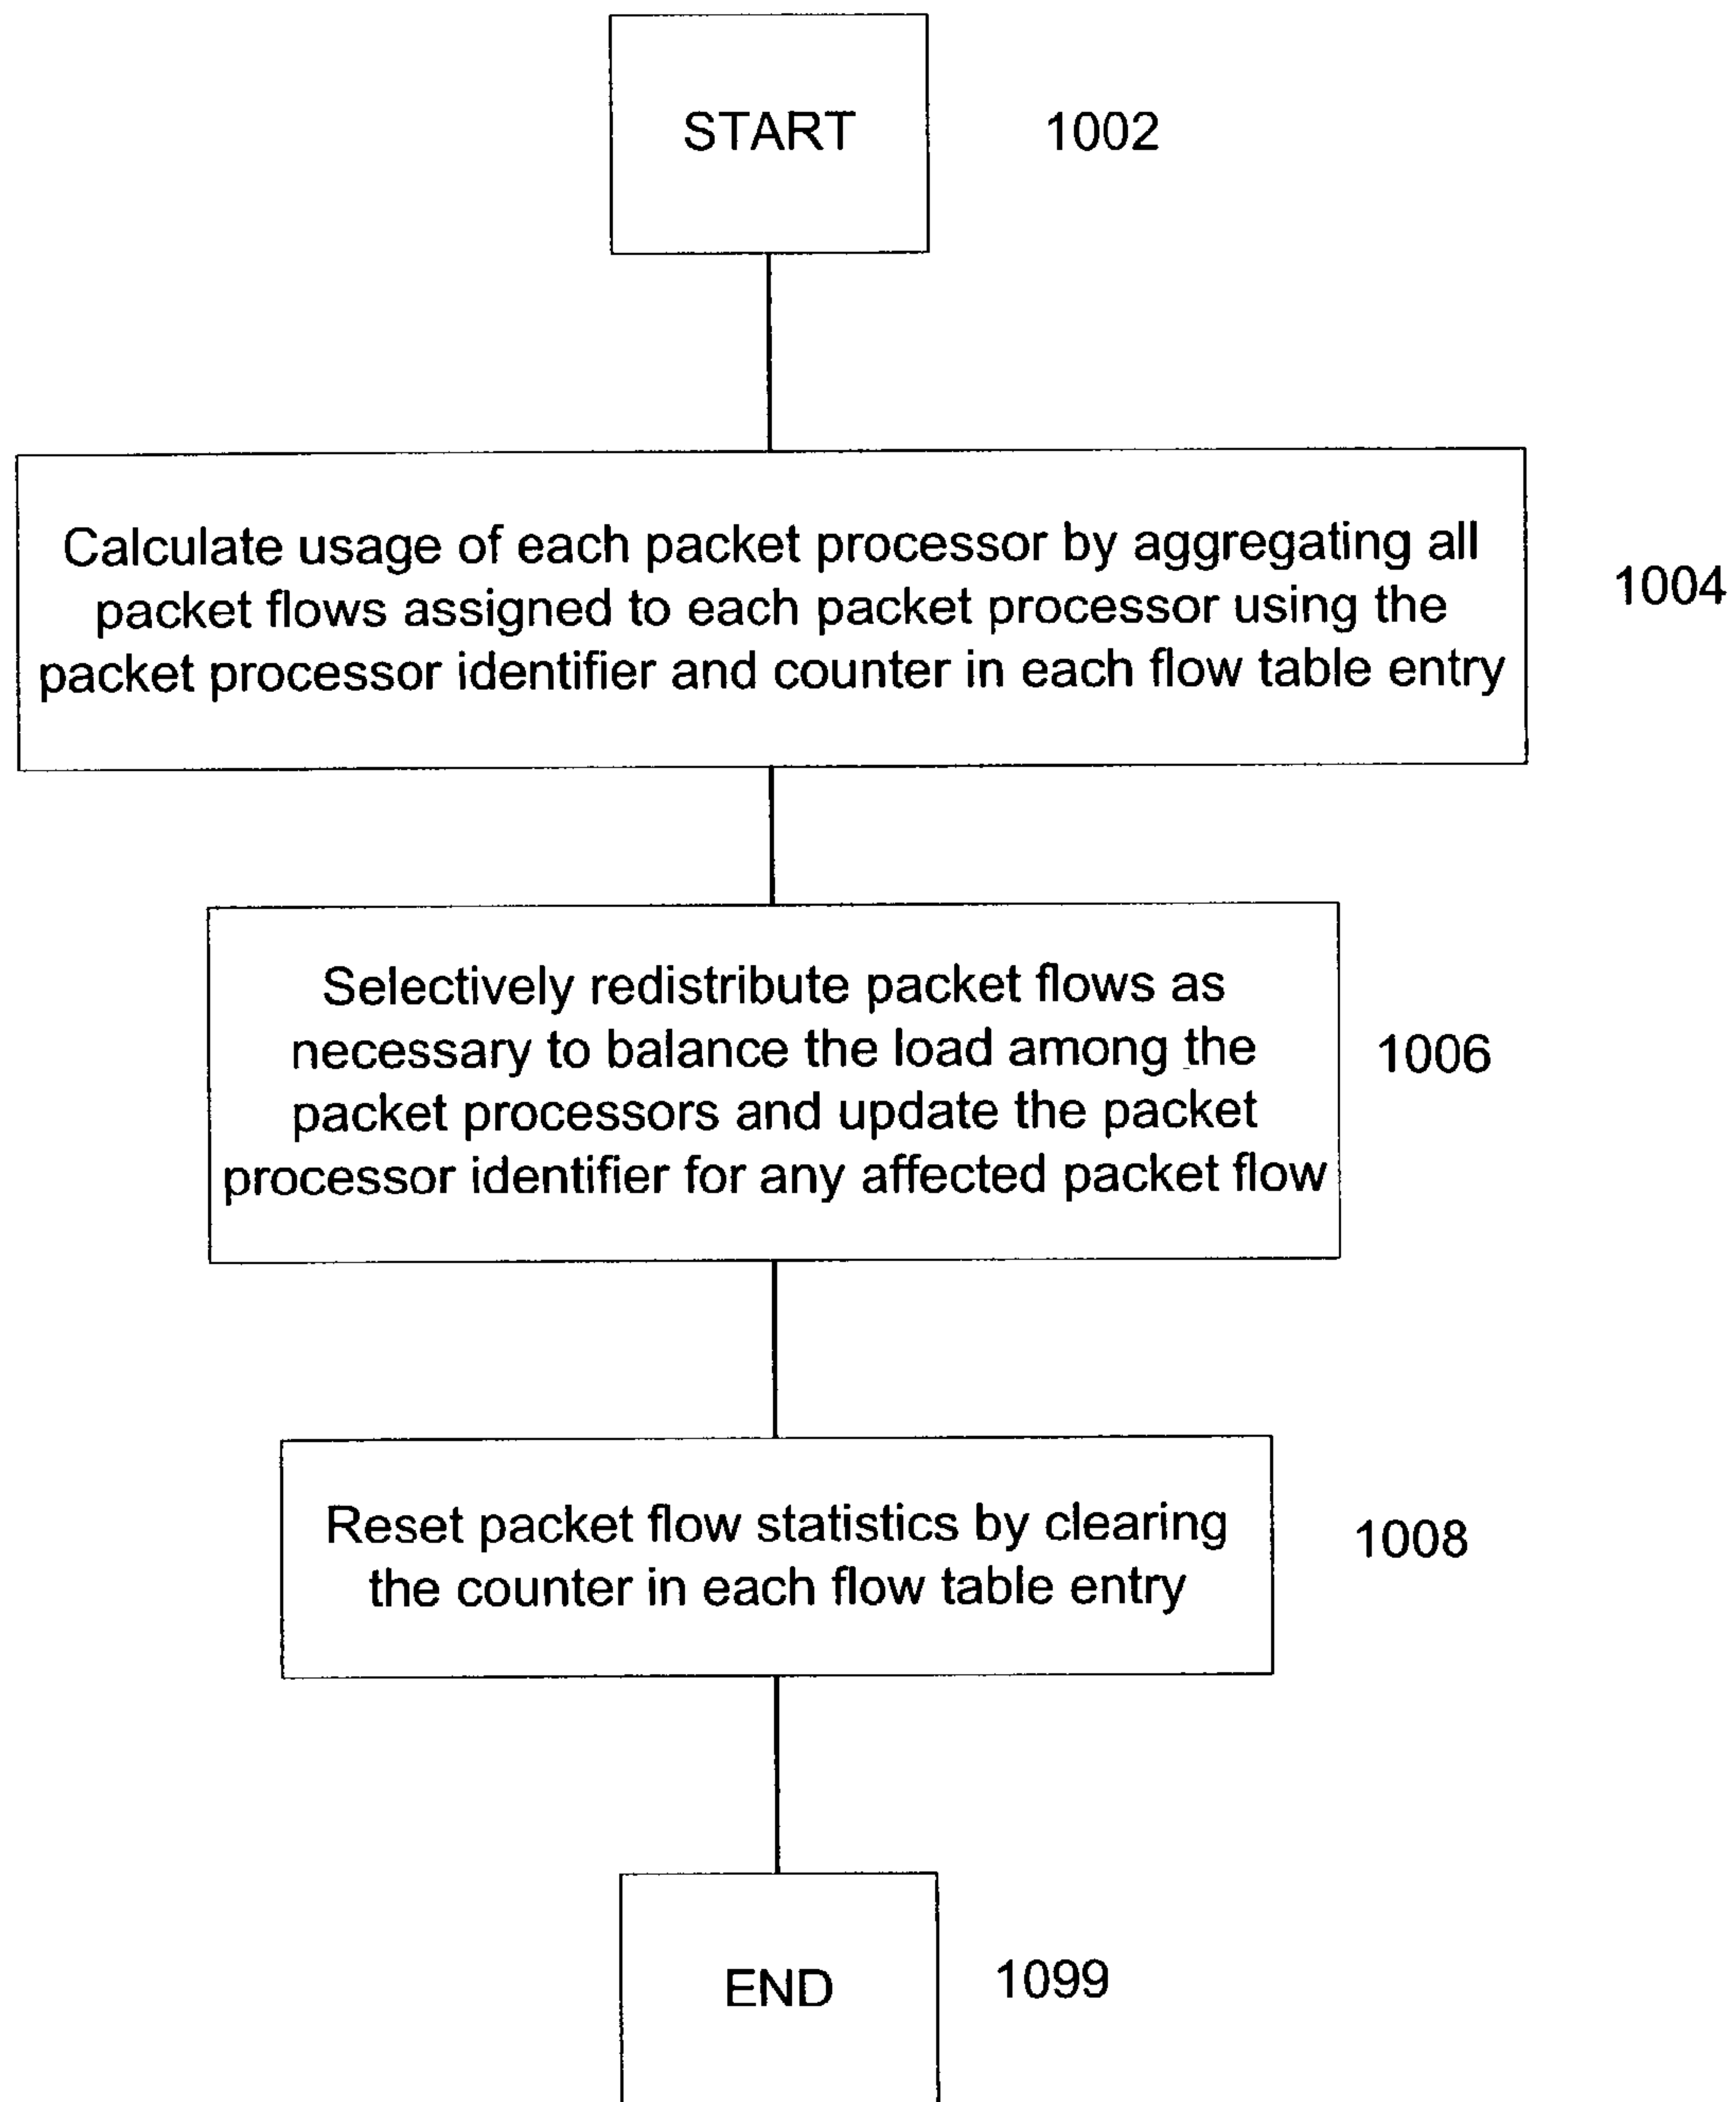 START
1002
Calculate usage of each packet processor by aggregating all
packet flows assigned to each packet processor using the
packet processor identifier and counter in each flow table entry
1004
Selectively redistribute packet flows as
necessary to balance the load among the
packet processors and update the packet
processor identifier for any affected packet flow
1006
Reset packet flow statistics by clearing
the counter in each flow table entry
1008
END
1099